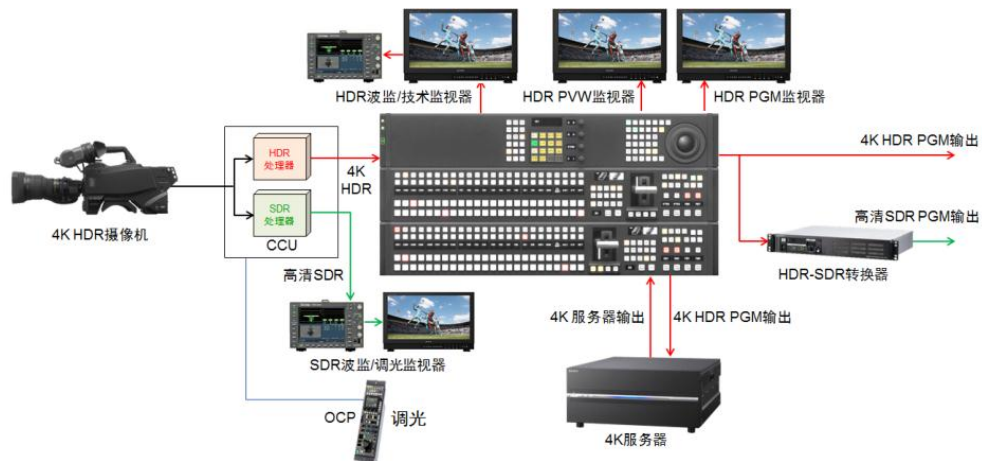 HDR波监/技术监视器
HDR PVW监视器
HDR PGM监视器
4K HDR摄像机
HDR
处理器
SDR
处理器
CCU
4K
HDR
4K HDR PGM输出
高清SDR PGM输出
HDR-SDR转换器
高清SDR
SDR波监/调光监视器
4K服务器输出
4K HDR PGM输出
OCP
调光
4K服务器